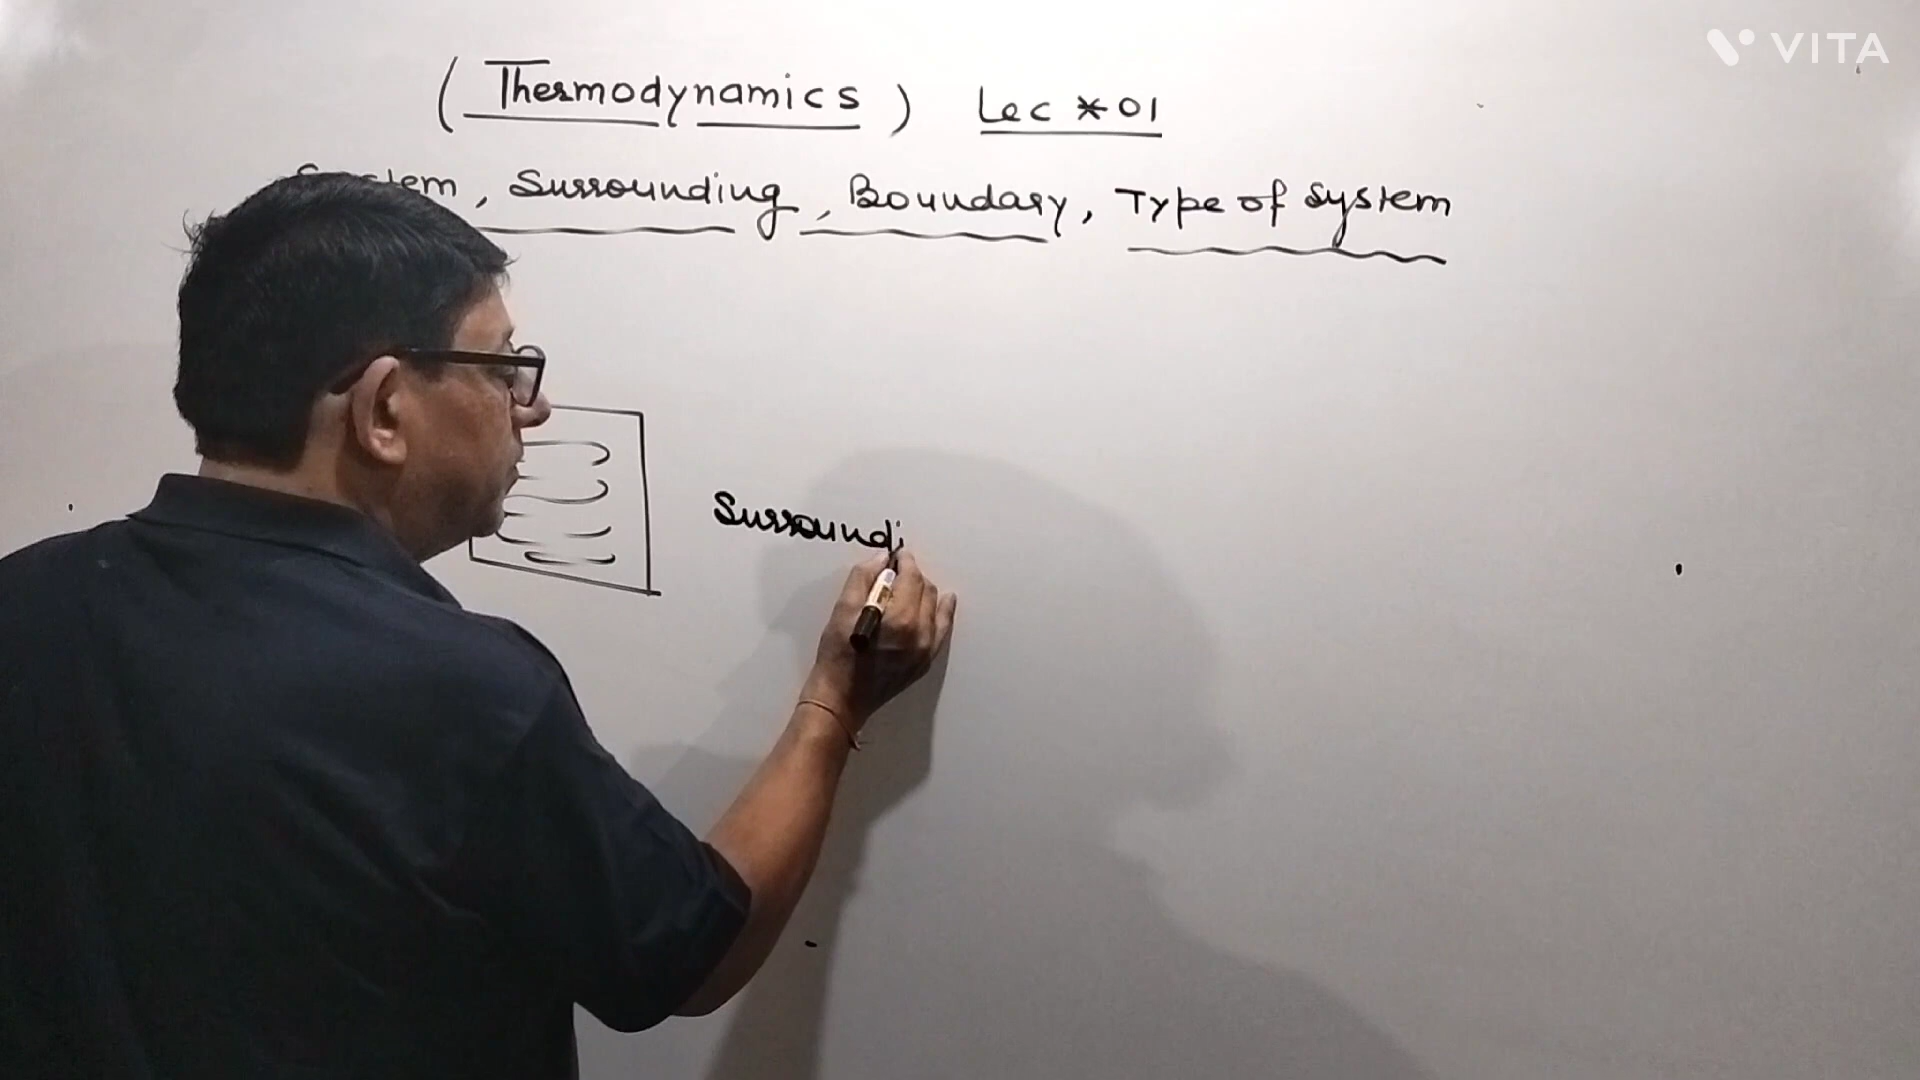 VITA
(Thermodynamics) Lec * 01
System, Surrounding, Boundary, Type of system
Surroundi